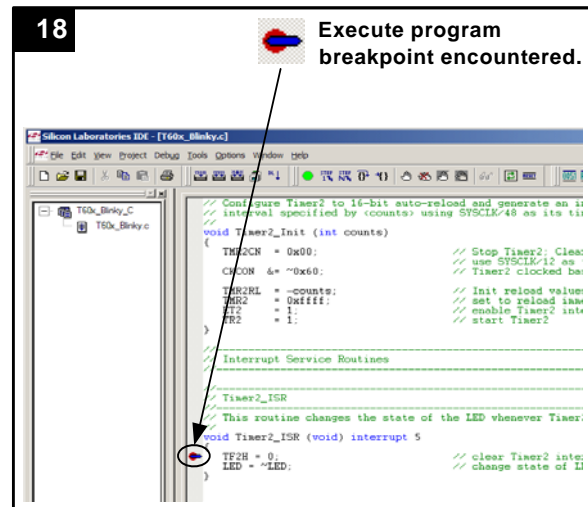 18
Execute program
breakpoint encountered.
Silicon Laboratories IDE - [T60x_Blinky.c]
File Edit View Project Debug Tools Options Window Help
T60x_Blinky_C
T60x_Blinky.c
// Configure Timer2 to 16-bit auto-reload and generate an in
// interval specified by <counts> using SYSCLK/48 as its tim
//
void Timer2_Init (int counts)
{
TMR2CN = 0x00; // Stop Timer2; Clea
// use SYSCLK/12 as
CKCON &= ~0x60; // Timer2 clocked ba
TMR2RL = -counts; // Init reload values
TMR2 = 0xffff; // set to reload imm
ET2 = 1; // enable Timer2 inte
TR2 = 1; // start Timer2
}
//
// Interrupt Service Routines
//
//
// Timer2_ISR
//
// This routine changes the state of the LED whenever Timer2
//
void Timer2_ISR (void) interrupt 5
{
TF2H = 0; // clear Timer2 inter
LED = ~LED; // change state of LE
}